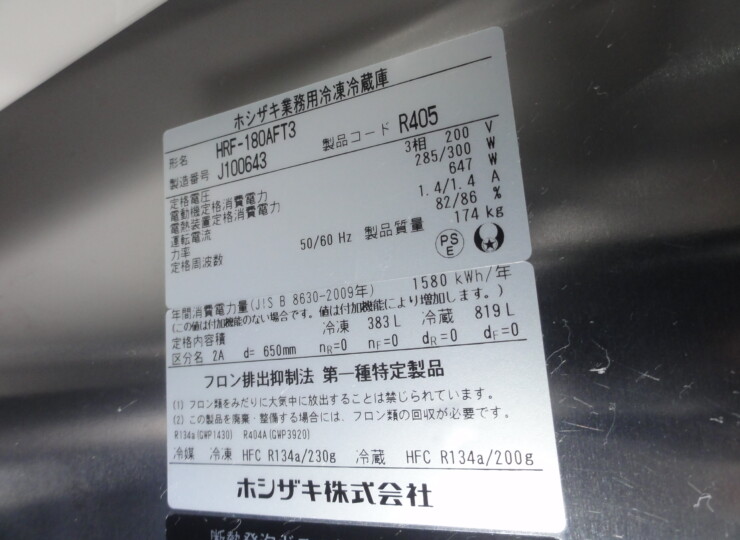 ホシザキ業務用冷凍冷蔵庫
形名 HRF-180AFT3 製品コード R405
製造番号 J100643
定格電圧 3相 200 V
電動機定格消費電力 285/300 W
電熱装置定格消費電力 647 W
運転電流 1.4/1.4 A
力率 82/86 %
定格周波数 50/60 Hz 製品質量 174 kg
PS
E
年間消費電力量(JIS B 8630-2009年) 1580 kWh/年
(この値は付加機能のない場合です。値は付加機能により増加します。)
定格内容積 冷凍 383 L 冷蔵 819 L
区分名 2A d= 650mm nR=0 nF=0 dR=0 dF=0
フロン排出抑制法 第一種特定製品
(1) フロン類をみだりに大気中に放出することは禁じられています。
(2) この製品を廃棄・整備する場合には、フロン類の回収が必要です。
R134a(GWP1430) R404A(GWP3920)
冷媒 冷凍 HFC R134a/230g 冷蔵 HFC R134a/200g
ホシザキ株式会社